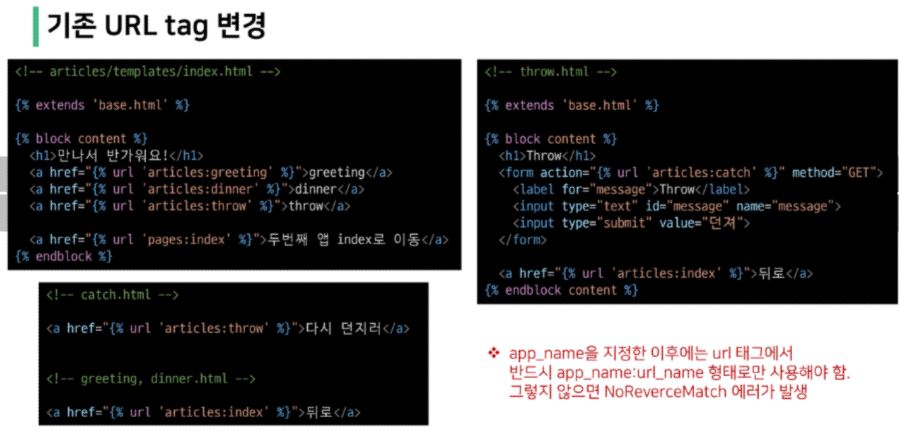 기존 URL tag 변경
<!-- articles/templates/index.html -->
{% extends 'base.html' %}
{% block content %}
<h1>만나서 반가워요!</h1>
<a href="{% url 'articles:greeting' %}">greeting</a>
<a href="{% url 'articles:dinner' %}">dinner</a>
<a href="{% url 'articles:throw' %}">throw</a>
<a href="{% url 'pages:index' %}">두번째 앱 index로 이동</a>
{% endblock %}
<!-- catch.html -->
<a href="{% url 'articles:throw' %}">다시 던지러</a>
<!-- greeting, dinner.html -->
<a href="{% url 'articles:index' %}">뒤로</a>
<!-- throw.html -->
{% extends 'base.html' %}
{% block content %}
<h1>Throw</h1>
<form action="{% url 'articles:catch' %}" method="GET">
<label for="message">Throw</label>
<input type="text" id="message" name="message">
<input type="submit" value="던져">
</form>
<a href="{% url 'articles:index' %}">뒤로</a>
{% endblock content %}
❖ app_name을 지정한 이후에는 url 태그에서
반드시 app_name:url_name 형태로만 사용해야 함.
그렇지 않으면 NoReverceMatch 에러가 발생